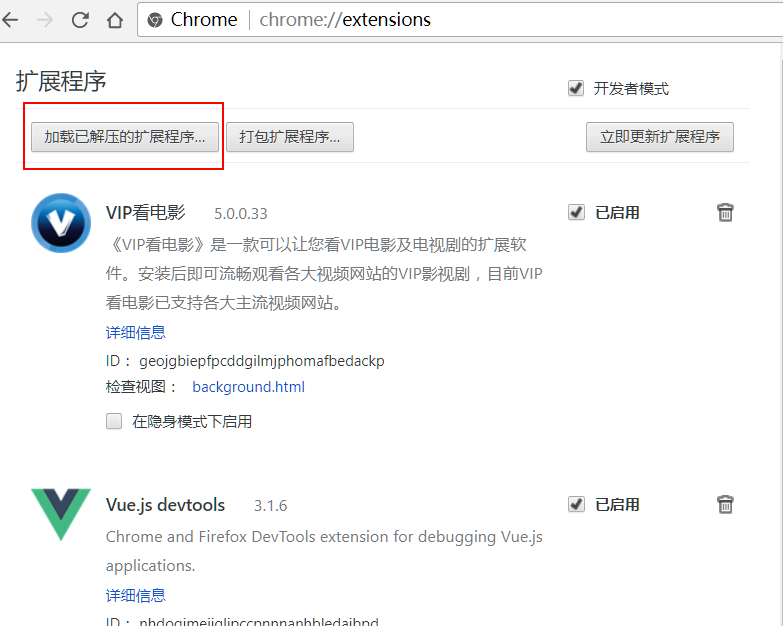 Chrome chrome://extensions
扩展程序
开发者模式
加载已解压的扩展程序... 打包扩展程序... 立即更新扩展程序
VIP看电影 5.0.0.33 已启用
《VIP看电影》是一款可以让您看VIP电影及电视剧的扩展软
件。安装后即可流畅观看各大视频网站的VIP影视剧，目前VIP
看电影已支持各大主流视频网站。
详细信息
ID： geojgbiepfpcddgilmjphomafbedackp
检查视图： background.html
在隐身模式下启用
Vue.js devtools 3.1.6 已启用
Chrome and Firefox DevTools extension for debugging Vue.js
applications.
详细信息
ID：